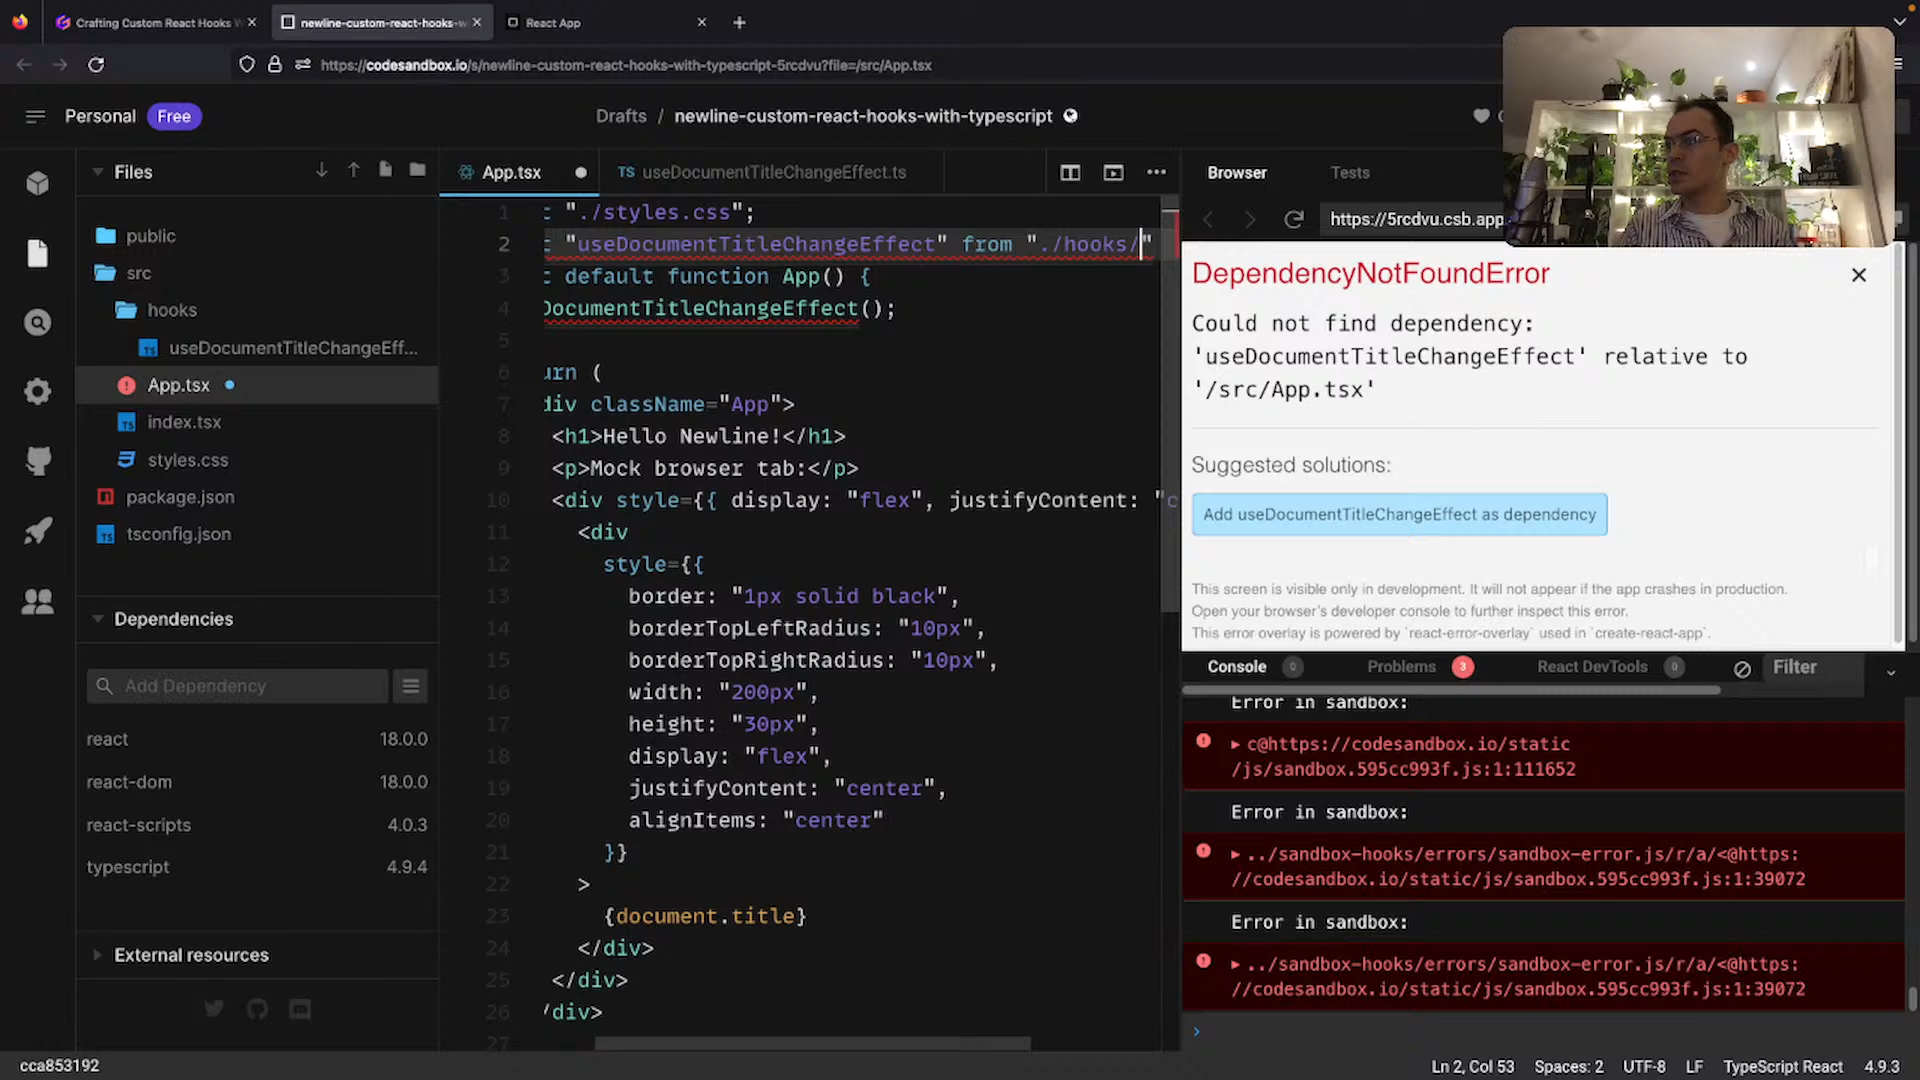 Crafting Custom React Hooks W
newline-custom-react-hooks-w
React App
https://codesandbox.io/s/newline-custom-react-hooks-with-typescript-5rcdvu?file=/src/App.tsx
Personal
Free
Drafts / newline-custom-react-hooks-with-typescript
Files
public
src
hooks
useDocumentTitleChangeEff...
App.tsx
index.tsx
styles.css
package.json
tsconfig.json
Dependencies
Add Dependency
react 18.0.0
react-dom 18.0.0
react-scripts 4.0.3
typescript 4.9.4
External resources
App.tsx
TS useDocumentTitleChangeEffect.ts
1 t "./styles.css";
2 t "useDocumentTitleChangeEffect" from "./hooks/"
3 t default function App() {
4 DocumentTitleChangeEffect();
5
6 urn (
7 div className="App">
8 <h1>Hello Newline!</h1>
9 <p>Mock browser tab:</p>
10 <div style={{ display: "flex", justifyContent: "c
11 <div
12 style={{
13 border: "1px solid black",
14 borderTopLeftRadius: "10px",
15 borderTopRightRadius: "10px",
16 width: "200px",
17 height: "30px",
18 display: "flex",
19 justifyContent: "center",
20 alignItems: "center"
21 }}
22 >
23 {document.title}
24 </div>
25 </div>
26 /div>
27
Browser
Tests
https://5rcdvu.csb.app
DependencyNotFoundError
Could not find dependency:
'useDocumentTitleChangeEffect' relative to
'/src/App.tsx'
Suggested solutions:
Add useDocumentTitleChangeEffect as dependency
This screen is visible only in development. It will not appear if the app crashes in production.
Open your browser's developer console to further inspect this error.
This error overlay is powered by `react-error-overlay` used in `create-react-app`.
Console 0
Problems 3
React DevTools 0
Filter
Error in sandbox:
c@https://codesandbox.io/static
/js/sandbox.595cc993f.js:1:111652
Error in sandbox:
../sandbox-hooks/errors/sandbox-error.js/r/a/<@https:
//codesandbox.io/static/js/sandbox.595cc993f.js:1:39072
Error in sandbox:
../sandbox-hooks/errors/sandbox-error.js/r/a/<@https:
//codesandbox.io/static/js/sandbox.595cc993f.js:1:39072
cca853192
Ln 2, Col 53
Spaces: 2
UTF-8
LF
TypeScript React
4.9.3